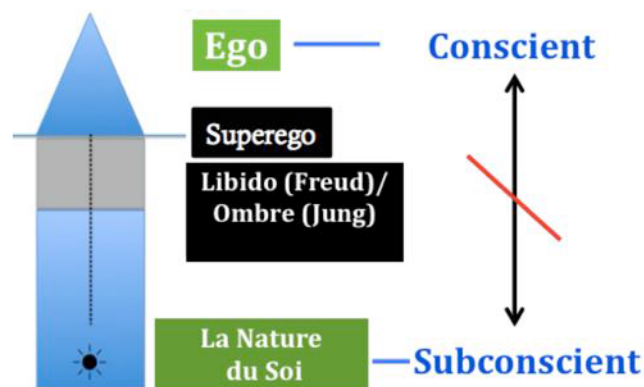 Ego
Conscient
Superego
Libido (Freud)/
Ombre (Jung)
La Nature
du Soi
Subconscient